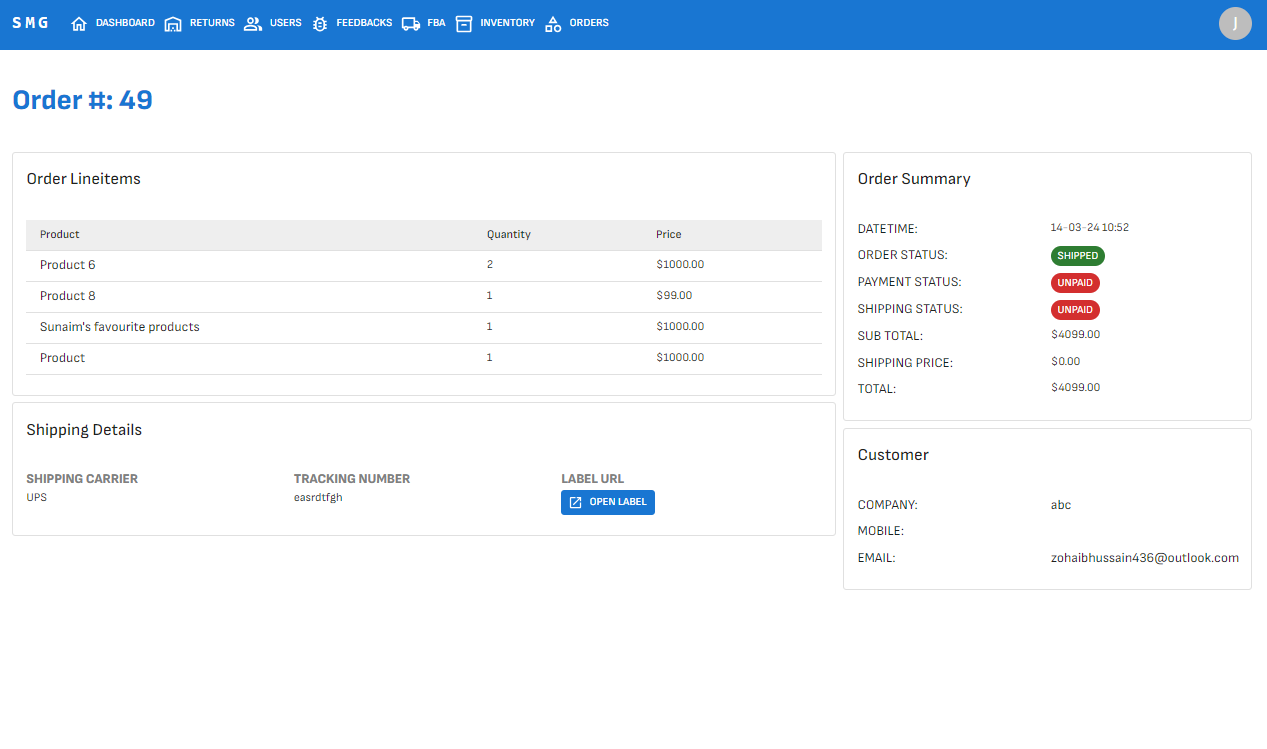 SMG DASHBOARD RETURNS USERS FEEDBACKS FBA INVENTORY ORDERS J
Order #: 49
Order Lineitems
Product Quantity Price
Product 6 2 $1000.00
Product 8 1 $99.00
Sunaim's favourite products 1 $1000.00
Product 1 $1000.00
Shipping Details
SHIPPING CARRIER TRACKING NUMBER LABEL URL
UPS easrdtfgh OPEN LABEL
Order Summary
DATETIME: 14-03-24 10:52
ORDER STATUS: SHIPPED
PAYMENT STATUS: UNPAID
SHIPPING STATUS: UNPAID
SUB TOTAL: $4099.00
SHIPPING PRICE: $0.00
TOTAL: $4099.00
Customer
COMPANY: abc
MOBILE:
EMAIL: zohaibhussain436@outlook.com